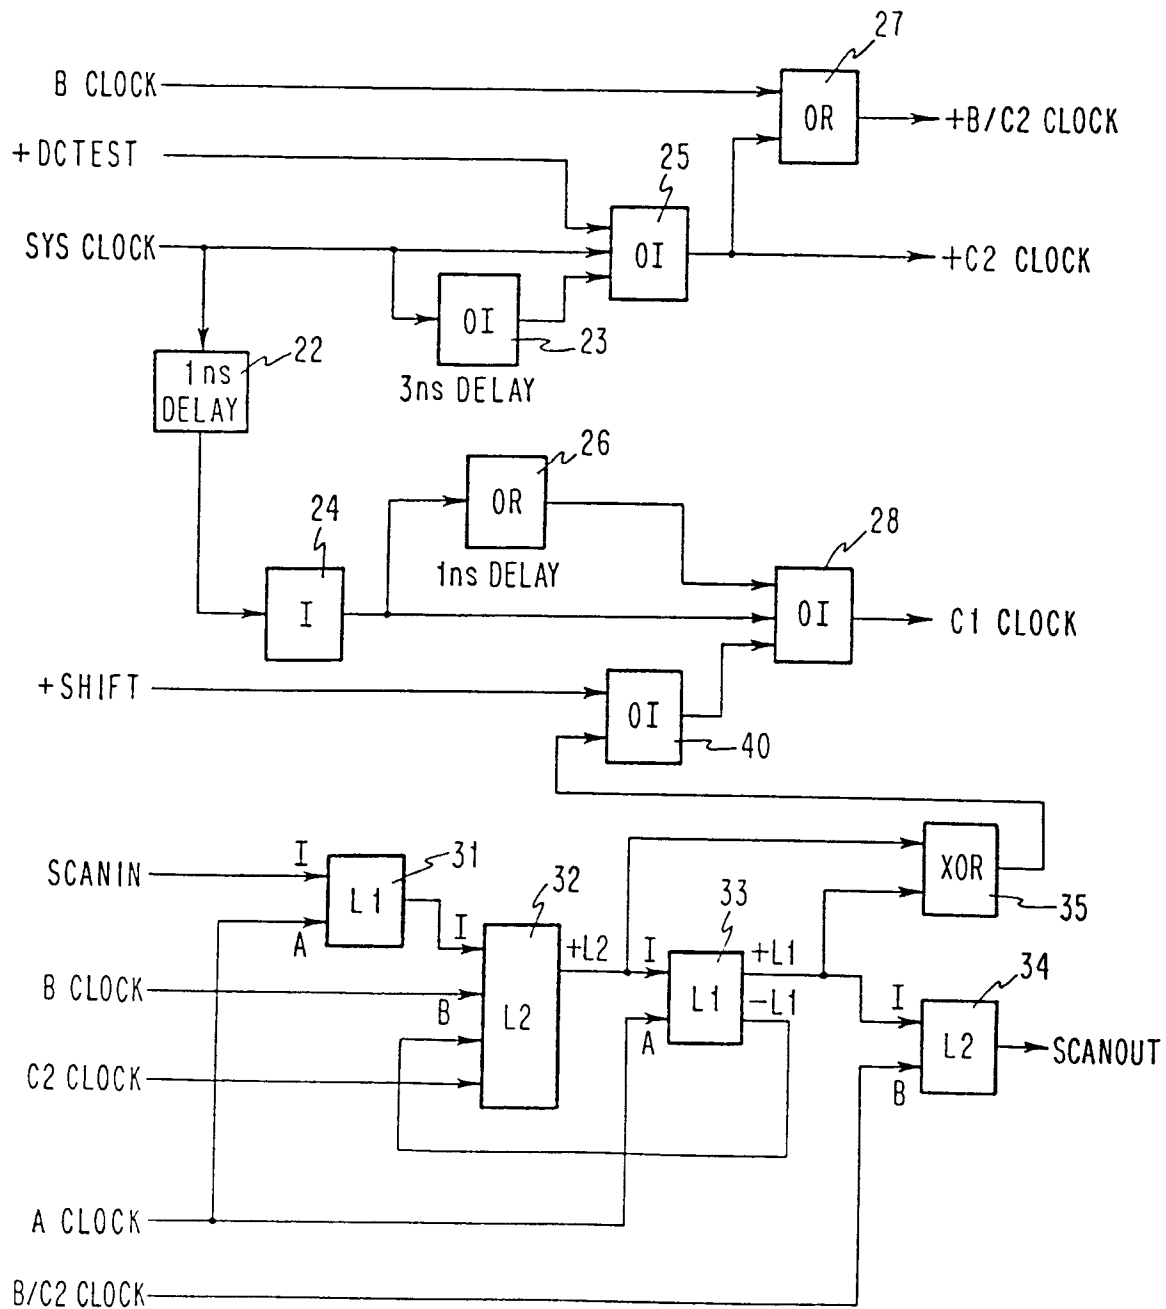 27
B CLOCK
OR
+B/C2 CLOCK
+DCTEST
25
SYS CLOCK
OI
+C2 CLOCK
OI
23
22
1ns
DELAY
3ns DELAY
26
OR
24
28
1ns DELAY
I
OI
C1 CLOCK
+SHIFT
OI
40
SCANIN
I
31
L1
A
32
XOR
35
I
+L2
33
I
+L1
34
B CLOCK
B
L2
L1
-L1
A
I
L2
SCANOUT
C2 CLOCK
B
A CLOCK
B/C2 CLOCK